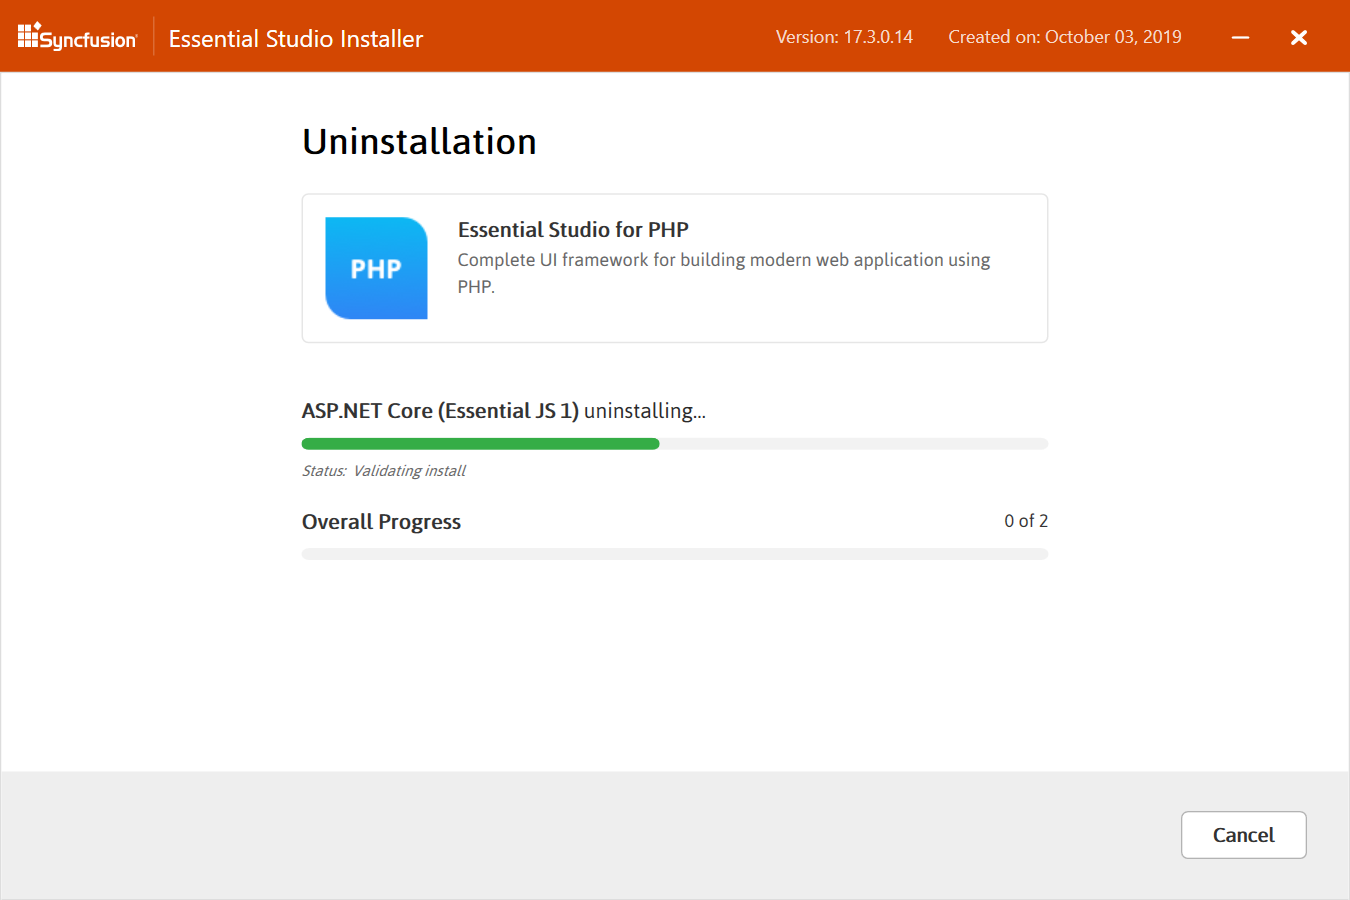 Syncfusion
Essential Studio Installer
Version: 17.3.0.14
Created on: October 03, 2019
Uninstallation
PHP
Essential Studio for PHP
Complete UI framework for building modern web application using
PHP.
ASP.NET Core (Essential JS 1) uninstalling...
Status: Validating install
Overall Progress
0 of 2
Cancel